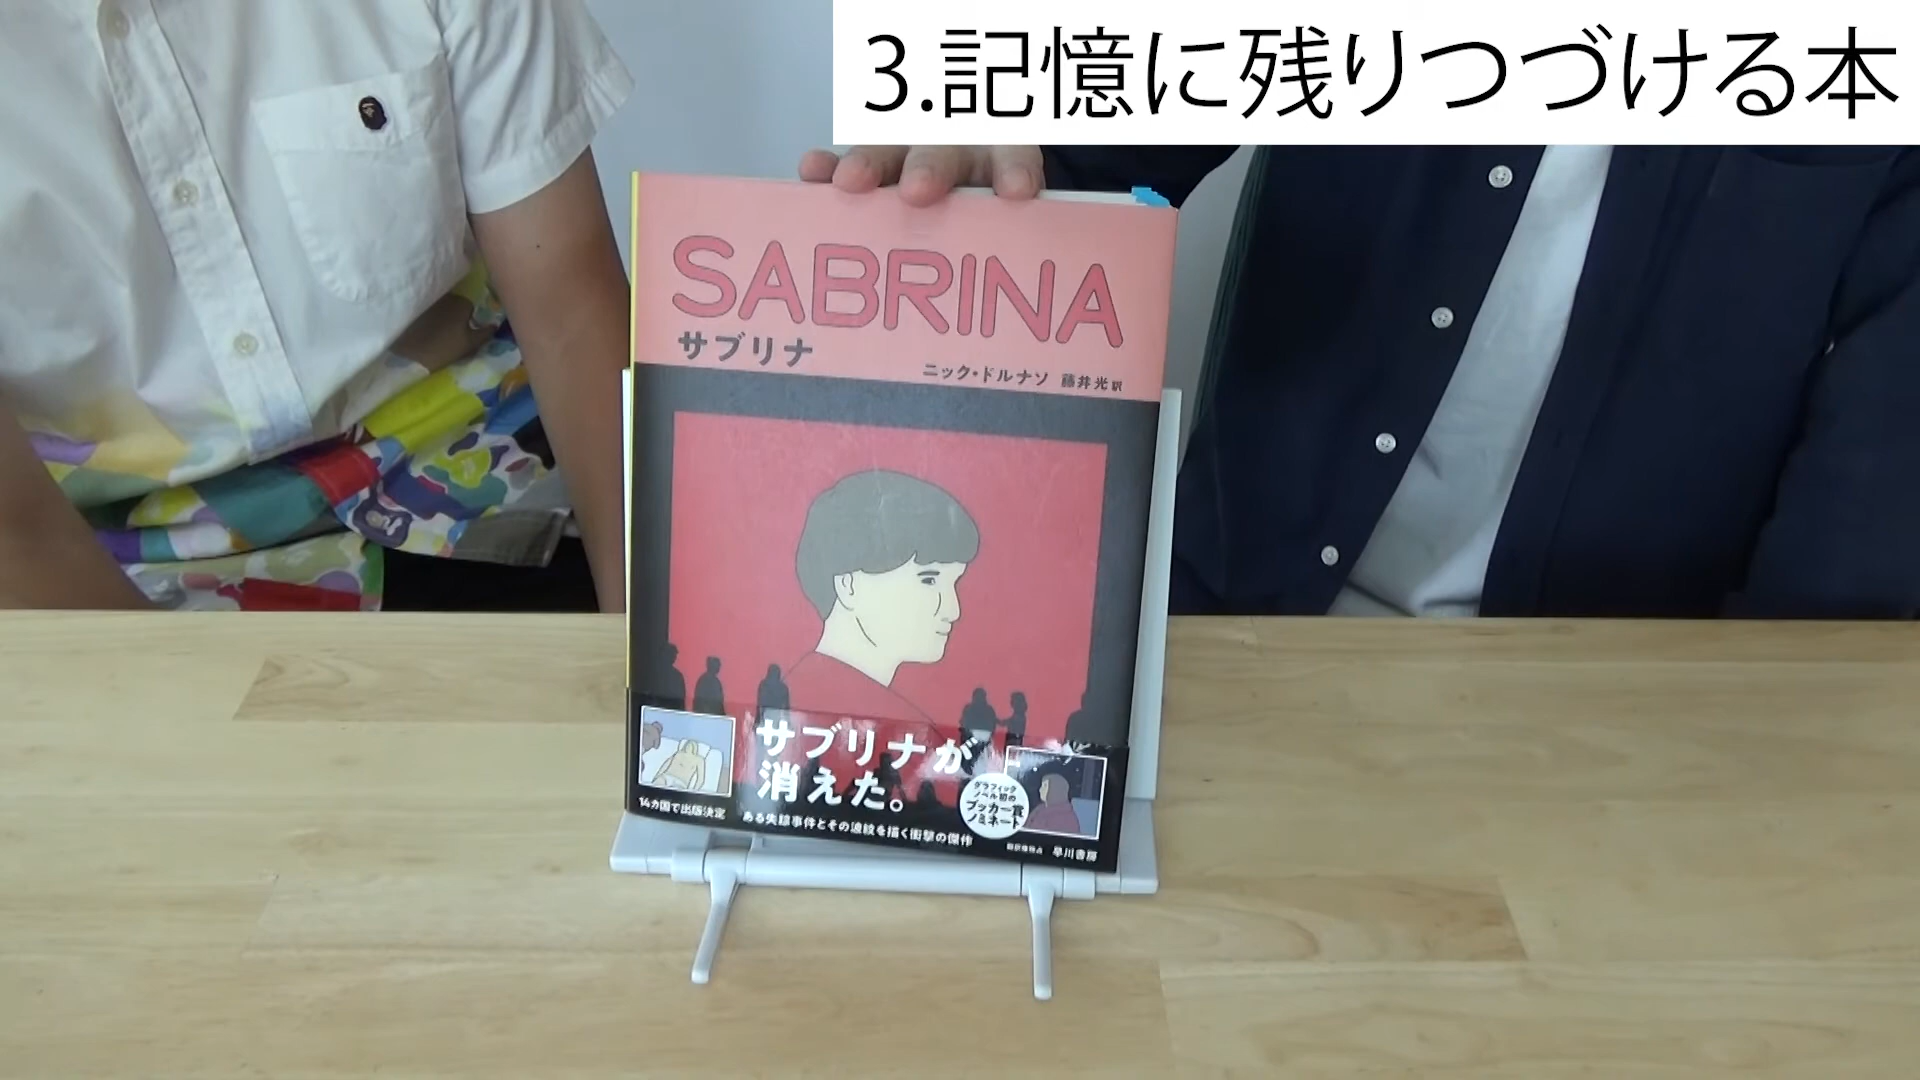 3.記憶に残りつづける本
SABRINA
サブリナ
ニック・ドルナソ 藤井光訳
サブリナが
消えた。
グラフィック
ノベル初の
ブッカー賞
ノミネート
14カ国で出版決定
ある失踪事件とその波紋を描く衝撃の傑作
早川書房